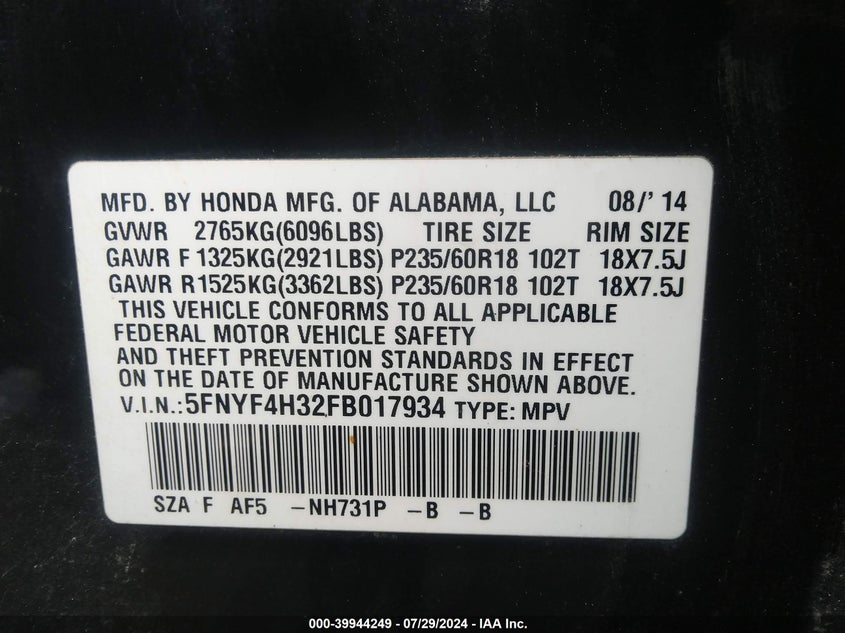 MFD. BY HONDA MFG. OF ALABAMA, LLC 08/' 14
GVWR 2765KG(6096LBS) TIRE SIZE RIM SIZE
GAWR F 1325KG(2921LBS) P235/60R18 102T 18X7.5J
GAWR R1525KG(3362LBS) P235/60R18 102T 18X7.5J
THIS VEHICLE CONFORMS TO ALL APPLICABLE
FEDERAL MOTOR VEHICLE SAFETY
AND THEFT PREVENTION STANDARDS IN EFFECT
ON THE DATE OF MANUFACTURE SHOWN ABOVE.
V.I.N.:5FNYF4H32FB017934 TYPE: MPV
SZA F AF5 -NH731P -B -B
000-39944249 - 07/29/2024 - IAA Inc.